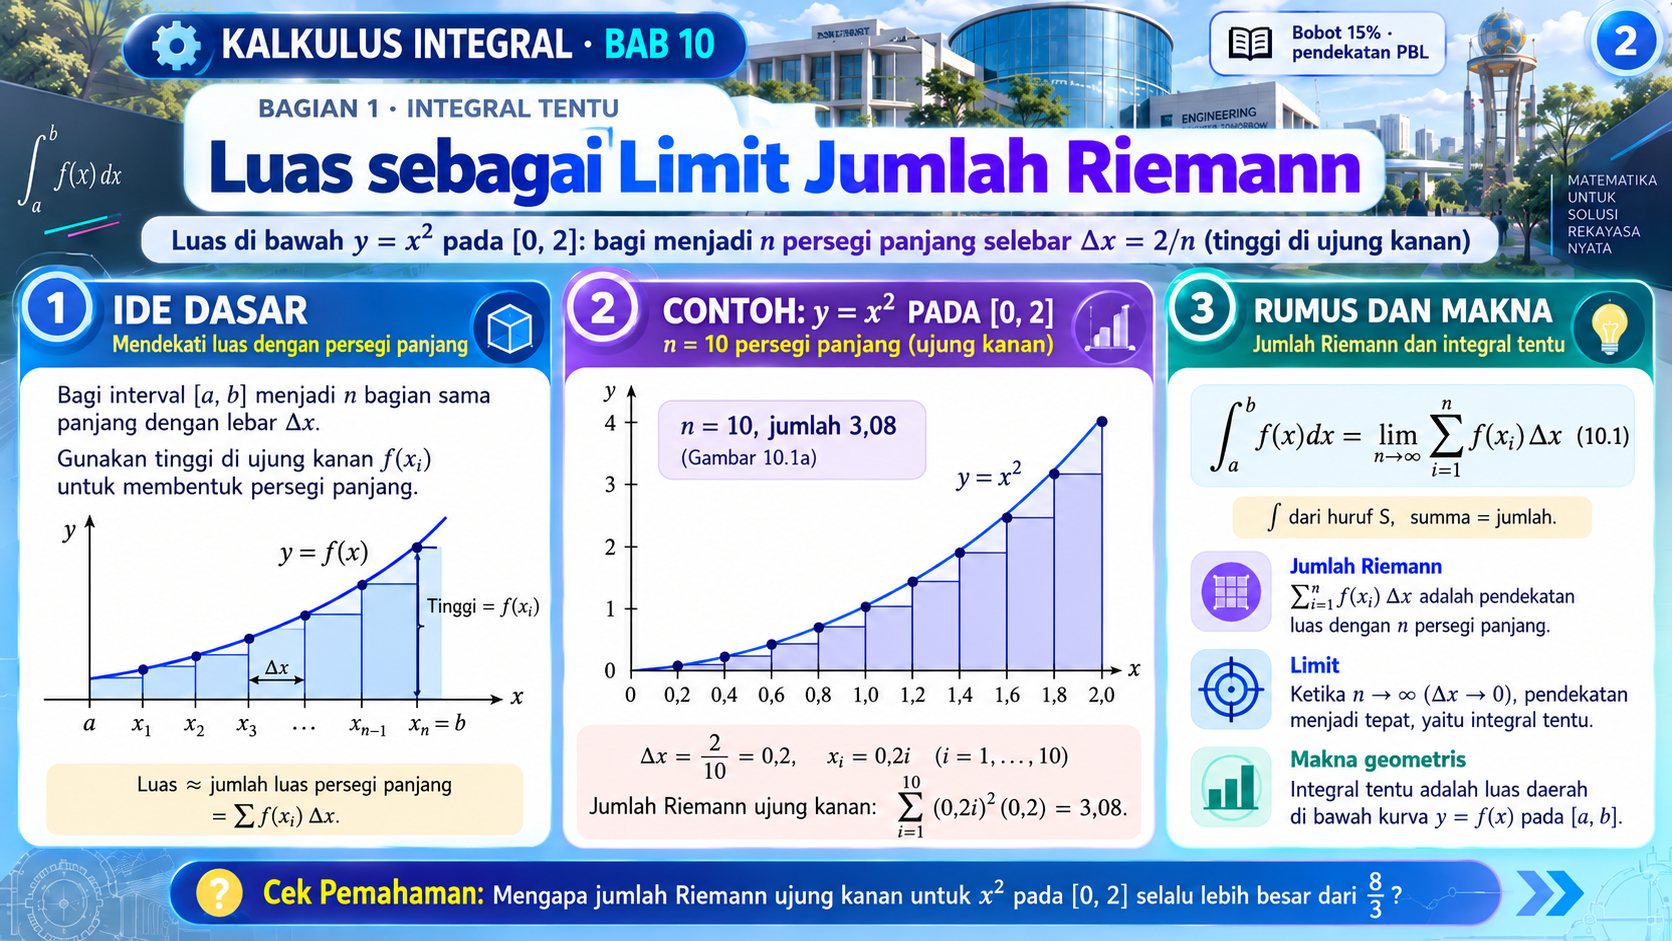 KALKULUS INTEGRAL · BAB 10
Bobot 15% ·
pendekatan PBL
2
BAGIAN 1 · INTEGRAL TENTU
ENGINEERING
Luas sebagai Limit Jumlah Riemann
∫_a^b f(x) dx
MATEMATIKA
UNTUK
SOLUSI
REKAYASA
NYATA
Luas di bawah y = x² pada [0, 2]: bagi menjadi n persegi panjang selebar Δx = 2/n (tinggi di ujung kanan)
1
IDE DASAR
Mendekati luas dengan persegi panjang
Bagi interval [a, b] menjadi n bagian sama
panjang dengan lebar Δx.
Gunakan tinggi di ujung kanan f(x_i)
untuk membentuk persegi panjang.
y
y = f(x)
Tinggi = f(x_i)
Δx
x
a x_1 x_2 x_3 … x_{n−1} x_n = b
Luas ≈ jumlah luas persegi panjang
= ∑ f(x_i) Δx.
2
CONTOH: y = x² PADA [0, 2]
n = 10 persegi panjang (ujung kanan)
y
n = 10, jumlah 3,08
(Gambar 10.1a)
y = x²
4
3
2
1
0
x
0 0,2 0,4 0,6 0,8 1,0 1,2 1,4 1,6 1,8 2,0
Δx = 2/10 = 0,2, x_i = 0,2i (i = 1, …, 10)
Jumlah Riemann ujung kanan: ∑_{i=1}^{10} (0,2i)² (0,2) = 3,08.
3
RUMUS DAN MAKNA
Jumlah Riemann dan integral tentu
∫_a^b f(x)dx = lim_{n→∞} ∑_{i=1}^{n} f(x_i) Δx (10.1)
∫ dari huruf S, summa = jumlah.
Jumlah Riemann
∑_{i=1}^{n} f(x_i) Δx adalah pendekatan
luas dengan n persegi panjang.
Limit
Ketika n → ∞ (Δx → 0), pendekatan
menjadi tepat, yaitu integral tentu.
Makna geometris
Integral tentu adalah luas daerah
di bawah kurva y = f(x) pada [a, b].
? Cek Pemahaman: Mengapa jumlah Riemann ujung kanan untuk x² pada [0, 2] selalu lebih besar dari 8/3 ?